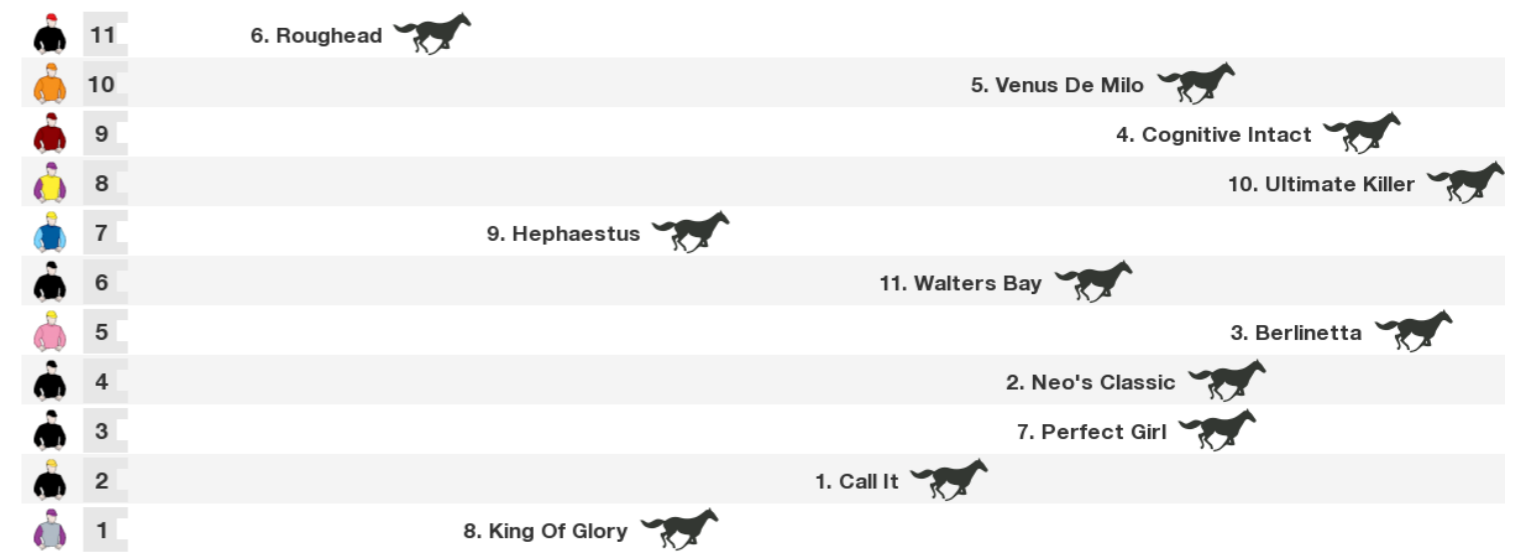 11 6. Roughead
10 5. Venus De Milo
9 4. Cognitive Intact
8 10. Ultimate Killer
7 9. Hephaestus
6 11. Walters Bay
5 3. Berlinetta
4 2. Neo's Classic
3 7. Perfect Girl
2 1. Call It
1 8. King Of Glory